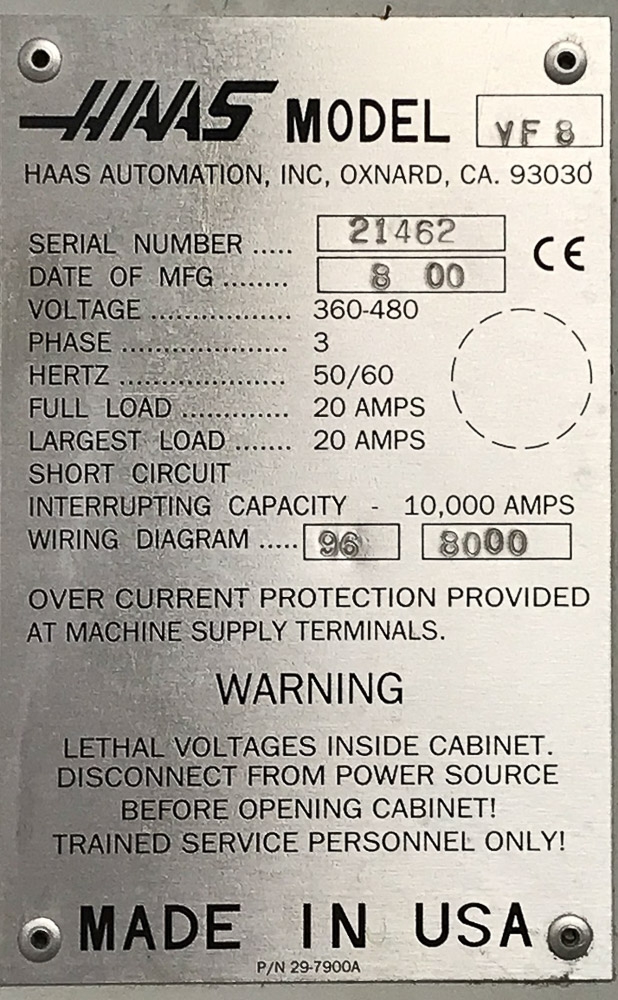 HAAS MODEL VF 8
HAAS AUTOMATION, INC, OXNARD, CA. 93030
SERIAL NUMBER ..... 21462
CE
DATE OF MFG ........ 8 00
VOLTAGE ................. 360-480
PHASE .................... 3
HERTZ .................... 50/60
FULL LOAD ............. 20 AMPS
LARGEST LOAD ....... 20 AMPS
SHORT CIRCUIT
INTERRUPTING CAPACITY - 10,000 AMPS
WIRING DIAGRAM ..... 96 8000
OVER CURRENT PROTECTION PROVIDED
AT MACHINE SUPPLY TERMINALS.
WARNING
LETHAL VOLTAGES INSIDE CABINET.
DISCONNECT FROM POWER SOURCE
BEFORE OPENING CABINET!
TRAINED SERVICE PERSONNEL ONLY!
MADE IN USA
P/N 29-7900A